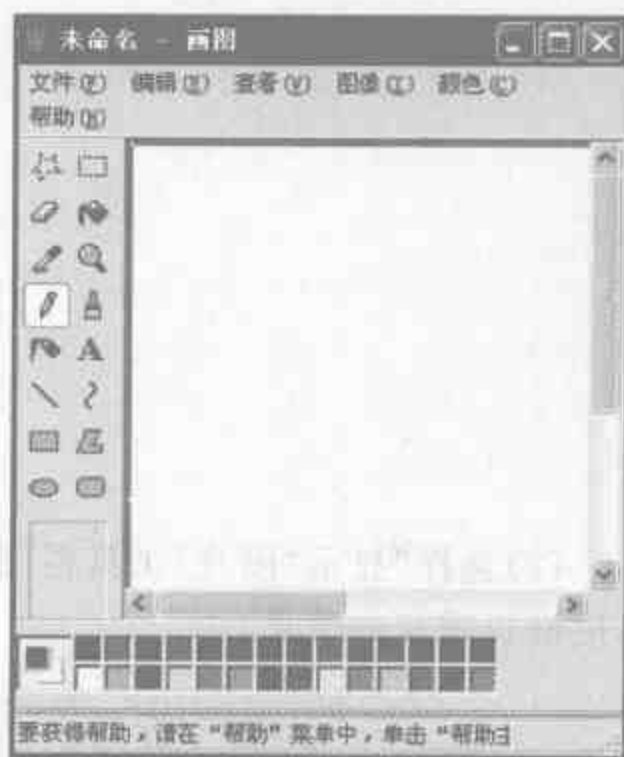 未命名 - 画图
文件(F) 编辑(E) 查看(V) 图像(I) 颜色(C)
帮助(H)
A
要获得帮助，请在“帮助”菜单中，单击“帮助主